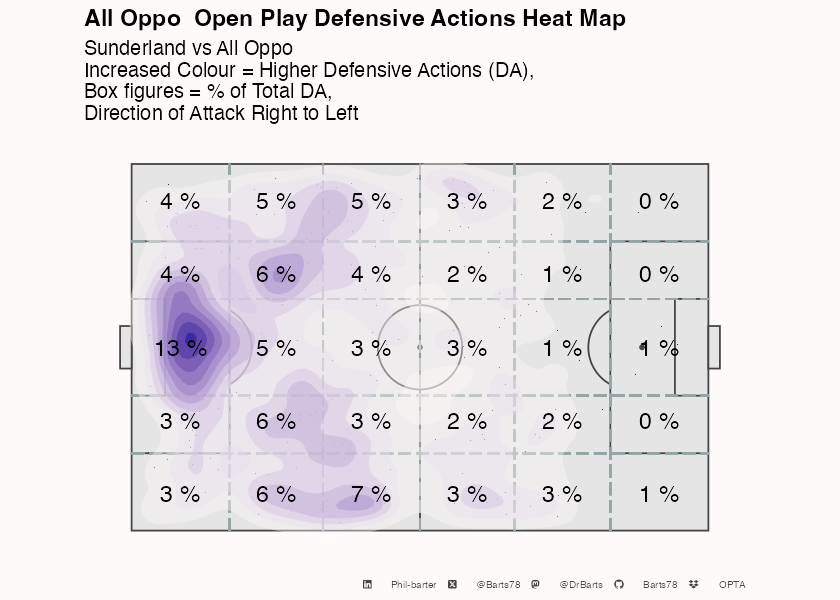 All Oppo  Open Play Defensive Actions Heat Map
Sunderland vs All Oppo
Increased Colour = Higher Defensive Actions (DA),
Box figures = % of Total DA,
Direction of Attack Right to Left
4 % 5 % 5 % 3 % 2 % 0 %
4 % 6 % 4 % 2 % 1 % 0 %
13 % 5 % 3 % 3 % 1 % 1 %
3 % 6 % 3 % 2 % 2 % 0 %
3 % 6 % 7 % 3 % 3 % 1 %
Phil-barter @Barts78 @DrBarts Barts78 OPTA